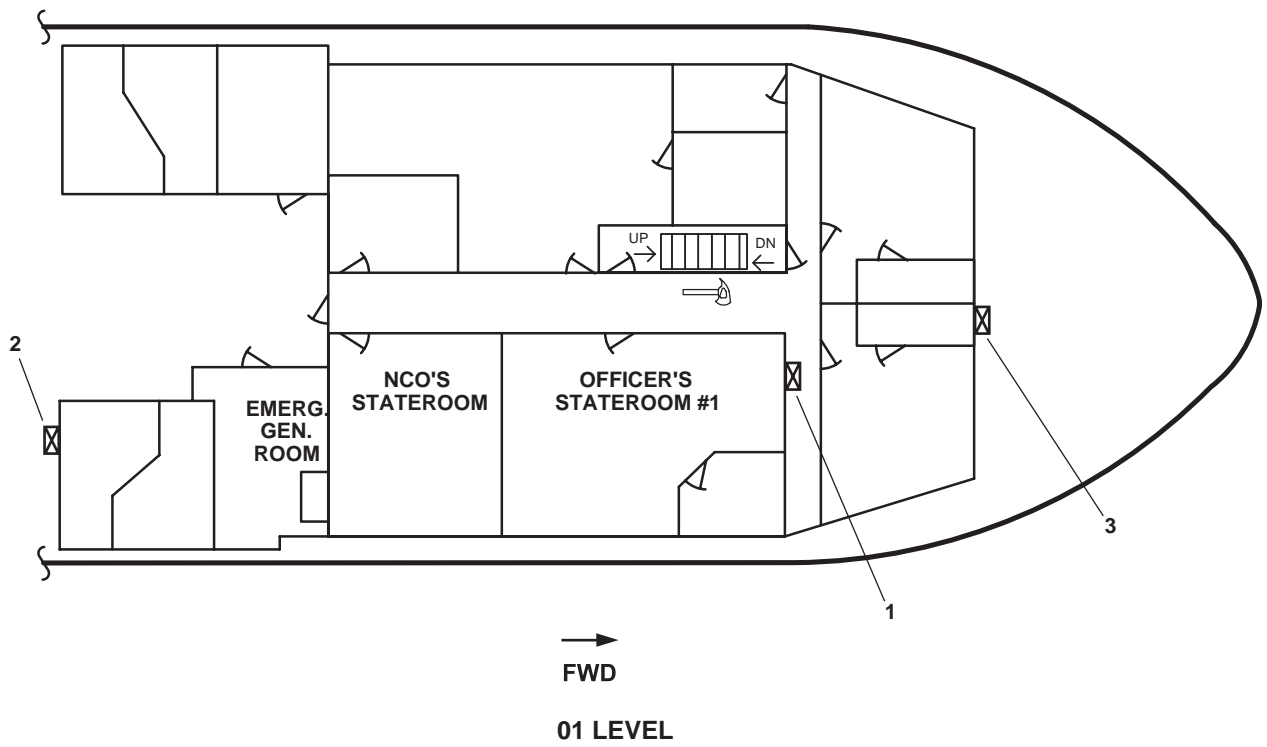 UP
DN
2
NCO'S
STATEROOM
OFFICER'S
STATEROOM #1
EMERG.
GEN.
ROOM
3
1
FWD
01 LEVEL